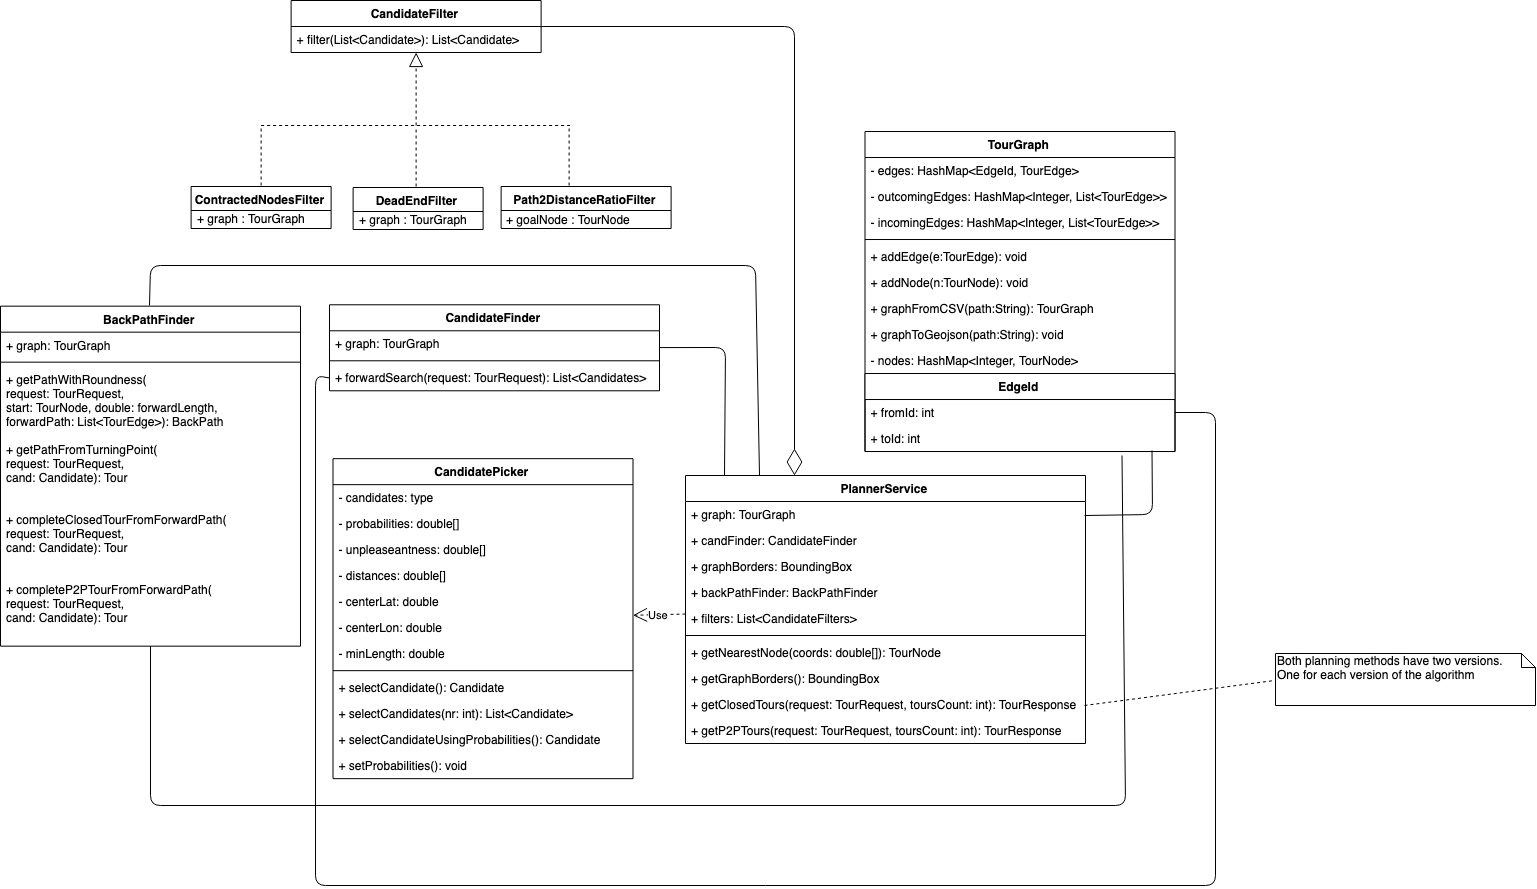 CandidateFilter
+ filter(List<Candidate>): List<Candidate>
ContractedNodesFilter
+ graph : TourGraph
DeadEndFilter
+ graph : TourGraph
Path2DistanceRatioFilter
+ goalNode : TourNode
TourGraph
- edges: HashMap<EdgeId, TourEdge>
- outcomingEdges: HashMap<Integer, List<TourEdge>>
- incomingEdges: HashMap<Integer, List<TourEdge>>
+ addEdge(e:TourEdge): void
+ addNode(n:TourNode): void
+ graphFromCSV(path:String): TourGraph
+ graphToGeojson(path:String): void
- nodes: HashMap<Integer, TourNode>
EdgeId
+ fromId: int
+ toId: int
BackPathFinder
+ graph: TourGraph
+ getPathWithRoundness(
request: TourRequest,
start: TourNode, double: forwardLength,
forwardPath: List<TourEdge>): BackPath
+ getPathFromTurningPoint(
request: TourRequest,
cand: Candidate): Tour
+ completeClosedTourFromForwardPath(
request: TourRequest,
cand: Candidate): Tour
+ completeP2PTourFromForwardPath(
request: TourRequest,
cand: Candidate): Tour
CandidateFinder
+ graph: TourGraph
+ forwardSearch(request: TourRequest): List<Candidates>
CandidatePicker
- candidates: type
- probabilities: double[]
- unpleaseantness: double[]
- distances: double[]
- centerLat: double
- centerLon: double
- minLength: double
+ selectCandidate(): Candidate
+ selectCandidates(nr: int): List<Candidate>
+ selectCandidateUsingProbabilities(): Candidate
+ setProbabilities(): void
Use
PlannerService
+ graph: TourGraph
+ candFinder: CandidateFinder
+ graphBorders: BoundingBox
+ backPathFinder: BackPathFinder
+ filters: List<CandidateFilters>
+ getNearestNode(coords: double[]): TourNode
+ getGraphBorders(): BoundingBox
+ getClosedTours(request: TourRequest, toursCount: int): TourResponse
+ getP2PTours(request: TourRequest, toursCount: int): TourResponse
Both planning methods have two versions.
One for each version of the algorithm